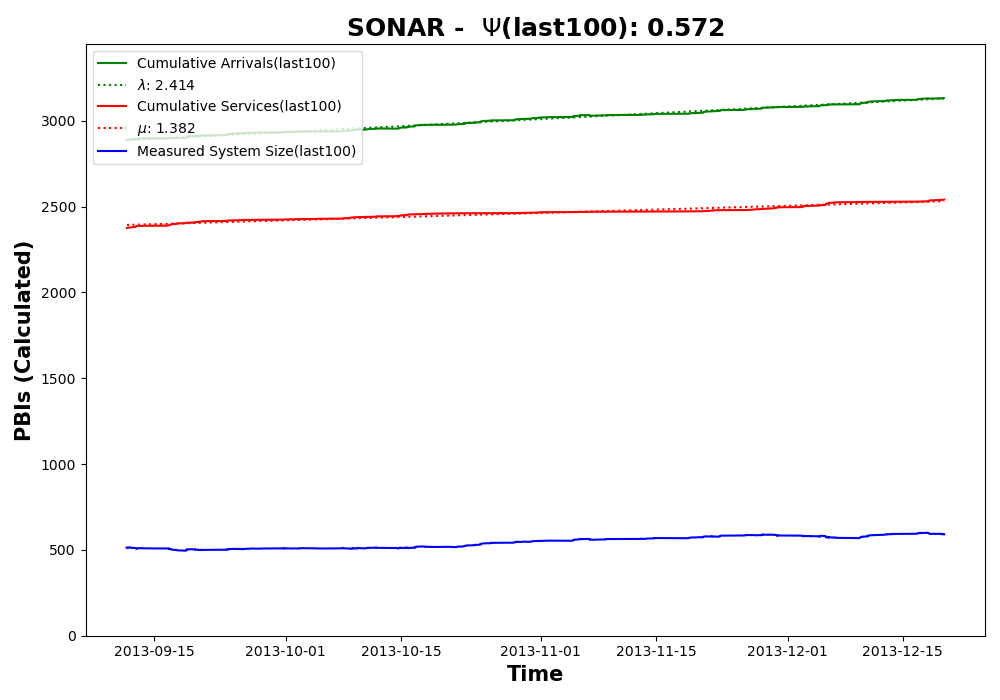 SONAR -  Ψ(last100): 0.572
Cumulative Arrivals(last100)
λ: 2.414
Cumulative Services(last100)
μ: 1.382
Measured System Size(last100)
PBIs (Calculated)
3000
2500
2000
1500
1000
500
0
2013-09-15 2013-10-01 2013-10-15 2013-11-01 2013-11-15 2013-12-01 2013-12-15
Time